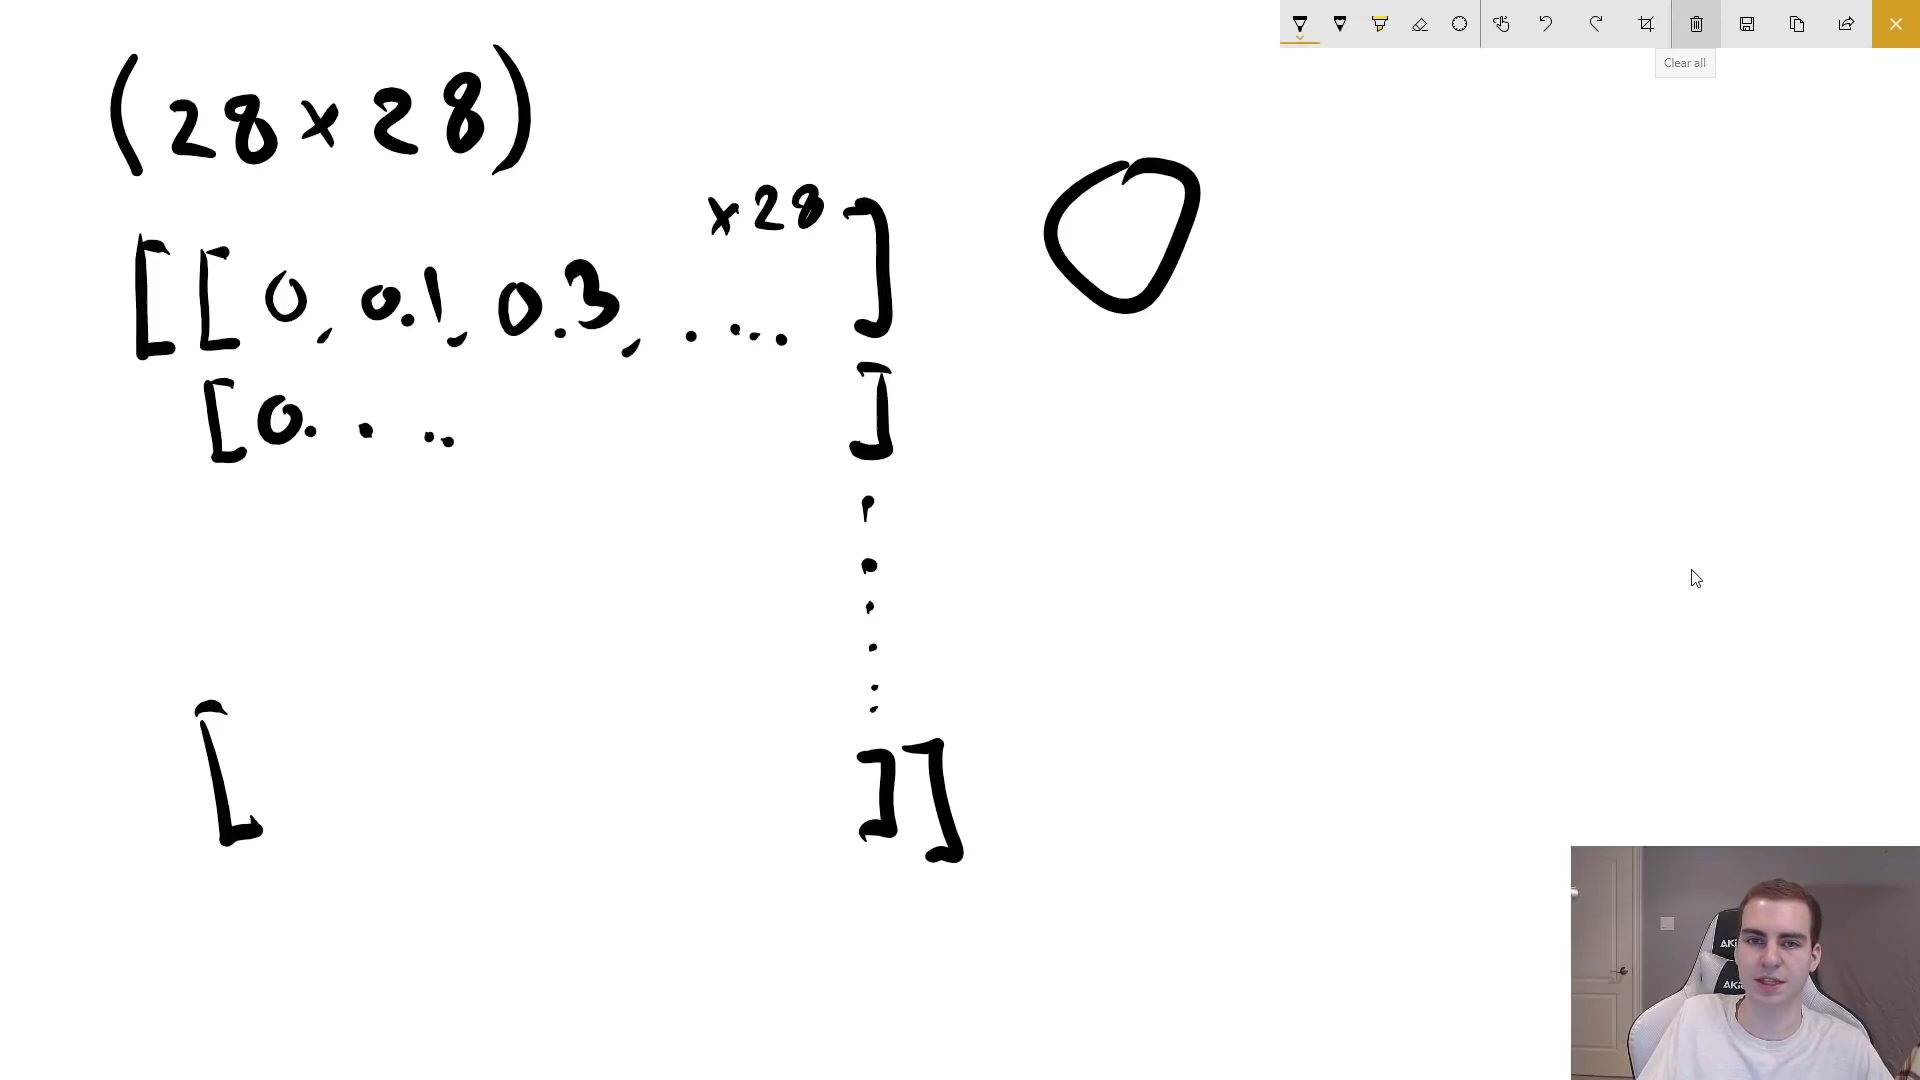 (28x28)
x28 ]
[[0, 0.1, 0.3, .....
[0. . .. ]
[ ]]
Clear all